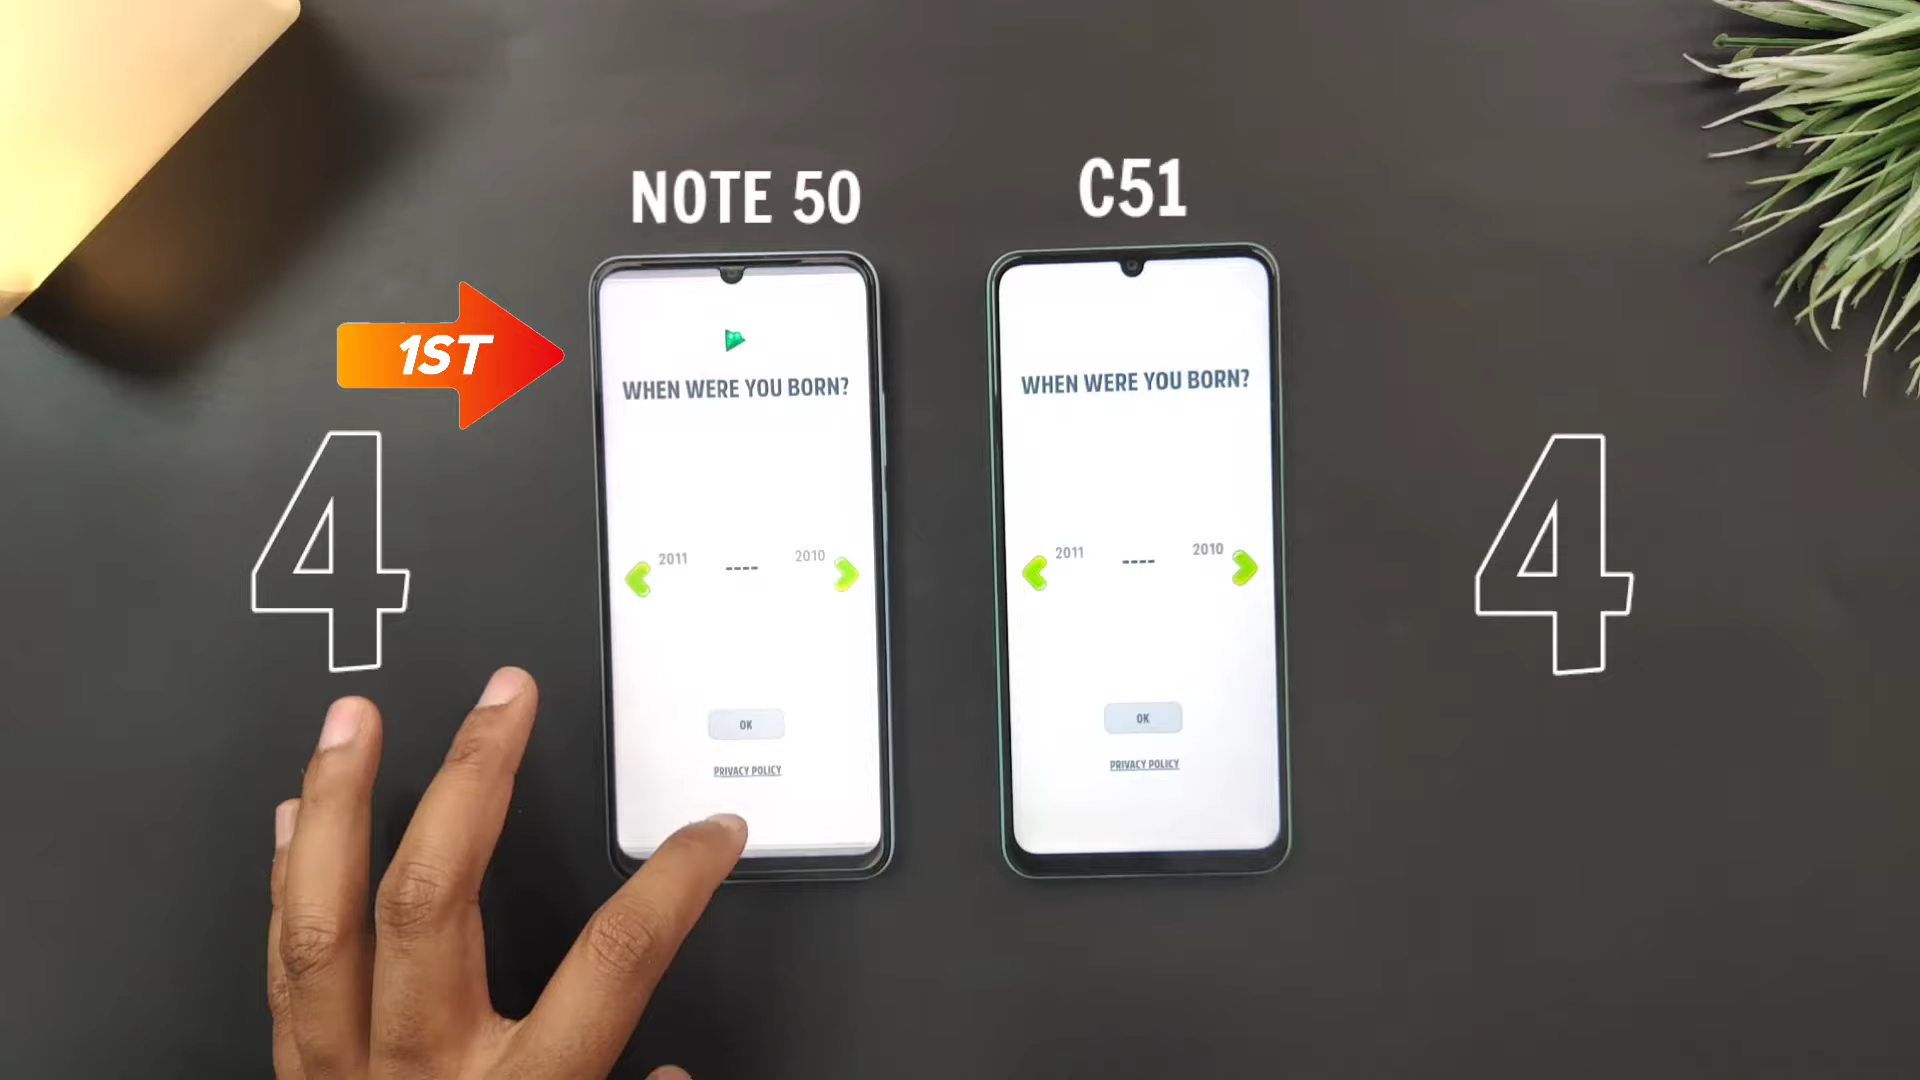 NOTE 50
C51
1ST
4
4
WHEN WERE YOU BORN?
2011
----
2010
OK
PRIVACY POLICY
WHEN WERE YOU BORN?
2011
----
2010
OK
PRIVACY POLICY